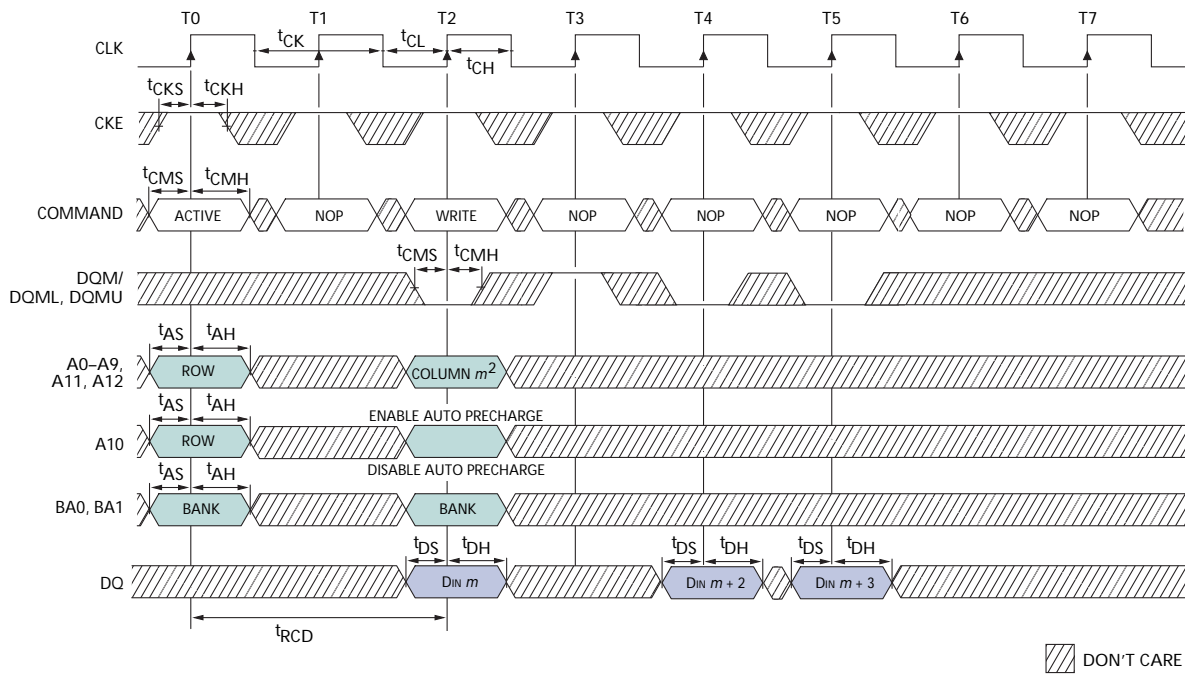 T0 T1 T2 T3 T4 T5 T6 T7
CLK
tCK tCL
tCH
tCKS tCKH
CKE
tCMS tCMH
COMMAND ACTIVE NOP WRITE NOP NOP NOP NOP NOP
tCMS tCMH
DQM/
DQML, DQMU
tAS tAH
A0–A9,
A11, A12
ROW COLUMN m2
tAS tAH
ENABLE AUTO PRECHARGE
A10 ROW
DISABLE AUTO PRECHARGE
tAS tAH
BA0, BA1 BANK BANK
tDS tDH tDS tDH tDS tDH
DQ DIN m DIN m + 2 DIN m + 3
tRCD
DON'T CARE